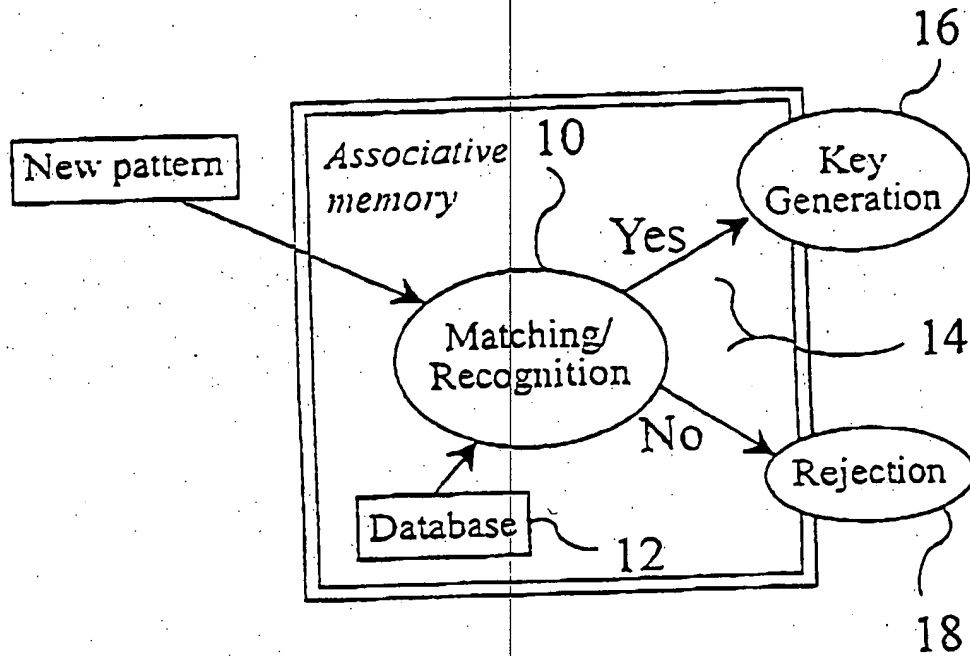 16
New pattern
Associative
memory
10
Key
Generation
Yes
Matching/
Recognition
14
No
Rejection
Database
12
18